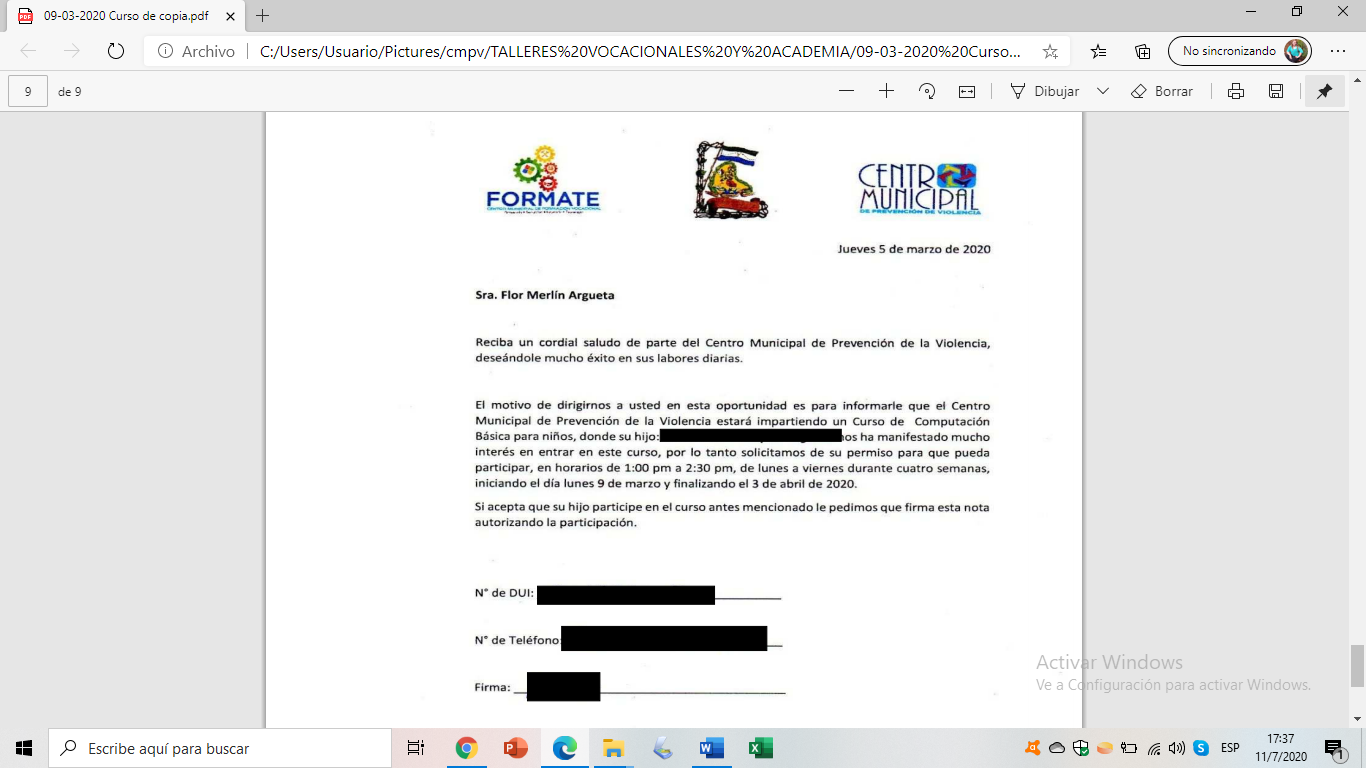 09-03-2020 Curso de copia.pdf
Archivo C:/Users/Usuario/Pictures/cmpv/TALLERES%20VOCACIONALES%20Y%20ACADEMIA/09-03-2020%20Curso... No sincronizando
9 de 9 Dibujar Borrar
FORMATE
CENTRO MUNICIPAL DE FORMACIÓN VOCACIONAL
CENTR MUNICIPAL
DE PREVENCIÓN DE VIOLENCIA
Jueves 5 de marzo de 2020
Sra. Flor Merlín Argueta
Reciba un cordial saludo de parte del Centro Municipal de Prevención de la Violencia,
deseándole mucho éxito en sus labores diarias.
El motivo de dirigirnos a usted en esta oportunidad es para informarle que el Centro
Municipal de Prevención de la Violencia estará impartiendo un Curso de Computación
Básica para niños, donde su hijo: nos ha manifestado mucho
interés en entrar en este curso, por lo tanto solicitamos de su permiso para que pueda
participar, en horarios de 1:00 pm a 2:30 pm, de lunes a viernes durante cuatro semanas,
iniciando el día lunes 9 de marzo y finalizando el 3 de abril de 2020.
Si acepta que su hijo participe en el curso antes mencionado le pedimos que firma esta nota
autorizando la participación.
N° de DUI:
N° de Teléfono:
Firma:
Activar Windows
Ve a Configuración para activar Windows.
Escribe aquí para buscar
ESP
17:37
11/7/2020
1